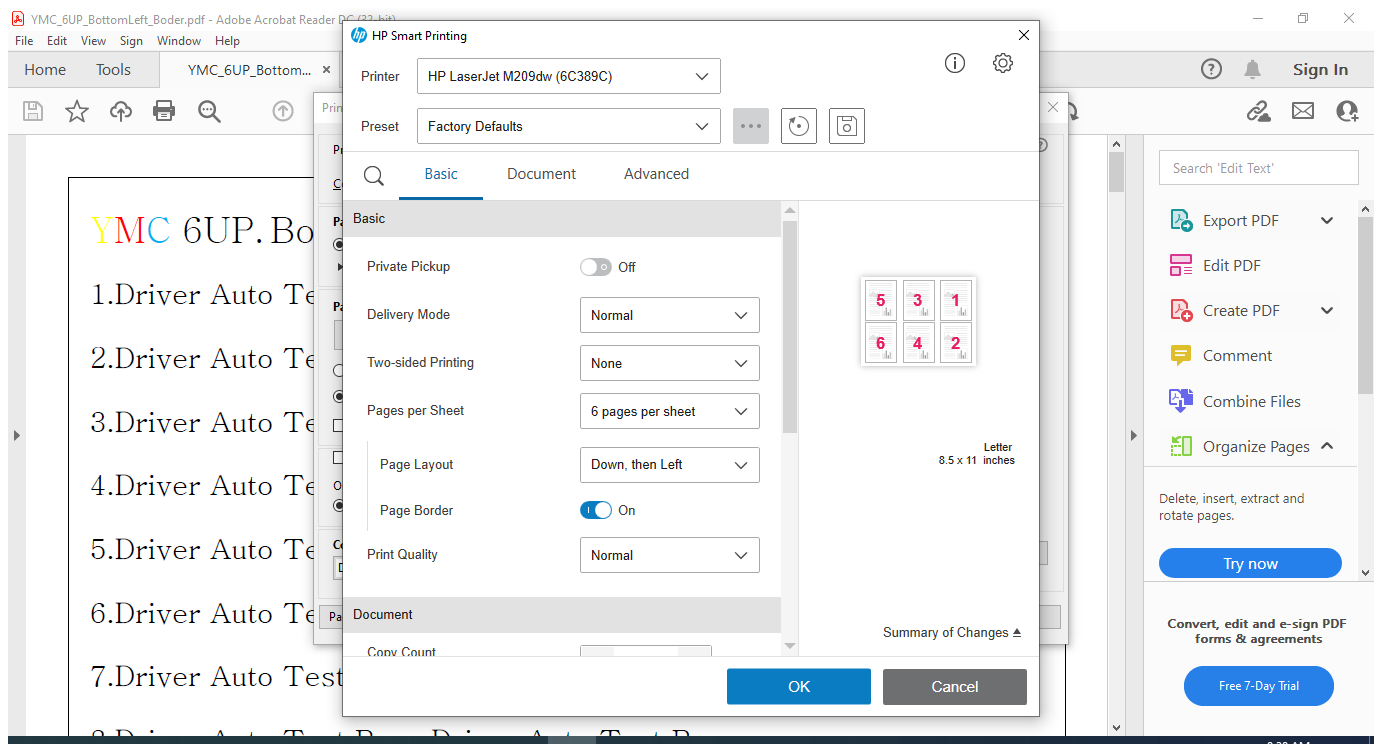 YMC_6UP_BottomLeft_Boder.pdf - Adobe Acrobat Reader DC (32-bit)
File Edit View Sign Window Help
Home Tools YMC_6UP_Bottom... × Sign In
HP Smart Printing
Printer HP LaserJet M209dw (6C389C)
Preset Factory Defaults
Basic Document Advanced
Basic
Private Pickup Off
Delivery Mode Normal
Two-sided Printing None
Pages per Sheet 6 pages per sheet
Page Layout Down, then Left
Page Border On
Print Quality Normal
Document
Copy Count
5 3 1
6 4 2
Letter
8.5 x 11 inches
Summary of Changes
OK Cancel
YMC 6UP. Bo
1.Driver Auto Te
2.Driver Auto Te
3.Driver Auto Te
4.Driver Auto Te
5.Driver Auto Te
6.Driver Auto Te
7.Driver Auto Test
Search 'Edit Text'
Export PDF
Edit PDF
Create PDF
Comment
Combine Files
Organize Pages
Delete, insert, extract and
rotate pages.
Try now
Convert, edit and e-sign PDF
forms & agreements
Free 7-Day Trial